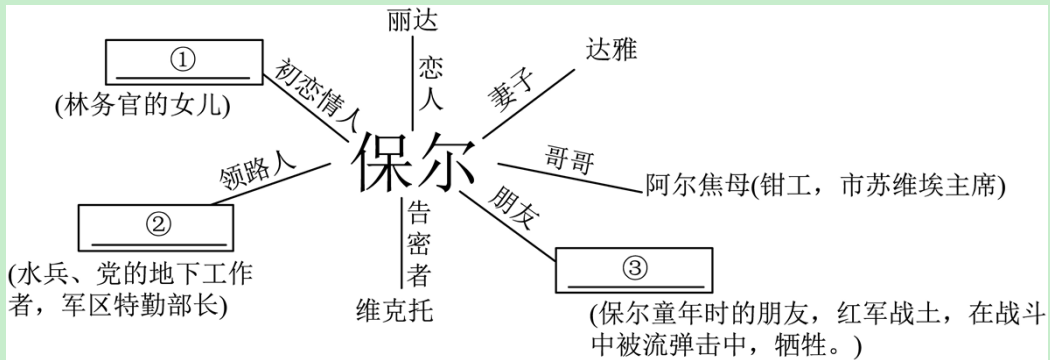 丽达
①
恋人
妻子
达雅
初恋情人
(林务官的女儿)
保尔
领路人
哥哥
阿尔焦母(钳工，市苏维埃主席)
②
告密者
朋友
(水兵、党的地下工作
者，军区特勤部长)
③
维克托
(保尔童年时的朋友，红军战士，在战斗
中被流弹击中，牺牲。)